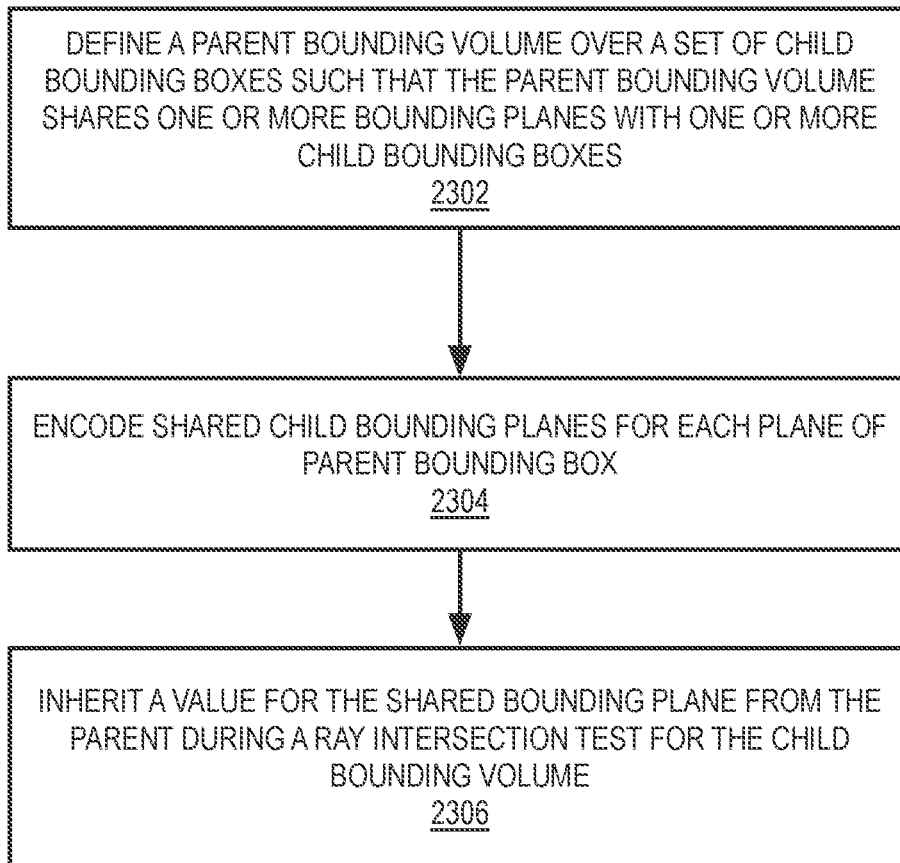 DEFINE A PARENT BOUNDING VOLUME OVER A SET OF CHILD
BOUNDING BOXES SUCH THAT THE PARENT BOUNDING VOLUME
SHARES ONE OR MORE BOUNDING PLANES WITH ONE OR MORE
CHILD BOUNDING BOXES
2302
ENCODE SHARED CHILD BOUNDING PLANES FOR EACH PLANE OF
PARENT BOUNDING BOX
2304
INHERIT A VALUE FOR THE SHARED BOUNDING PLANE FROM THE
PARENT DURING A RAY INTERSECTION TEST FOR THE CHILD
BOUNDING VOLUME
2306